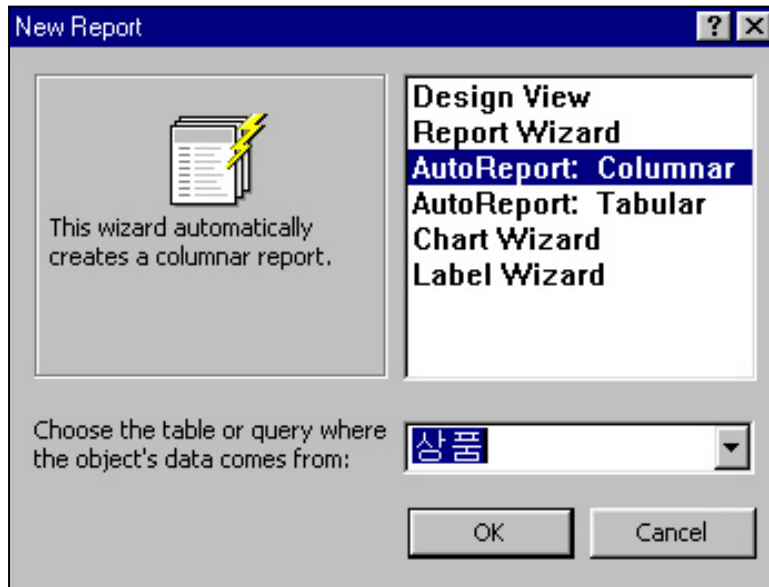 New Report
This wizard automatically
creates a columnar report.
Design View
Report Wizard
AutoReport: Columnar
AutoReport: Tabular
Chart Wizard
Label Wizard
Choose the table or query where
the object's data comes from:
상품
OK
Cancel